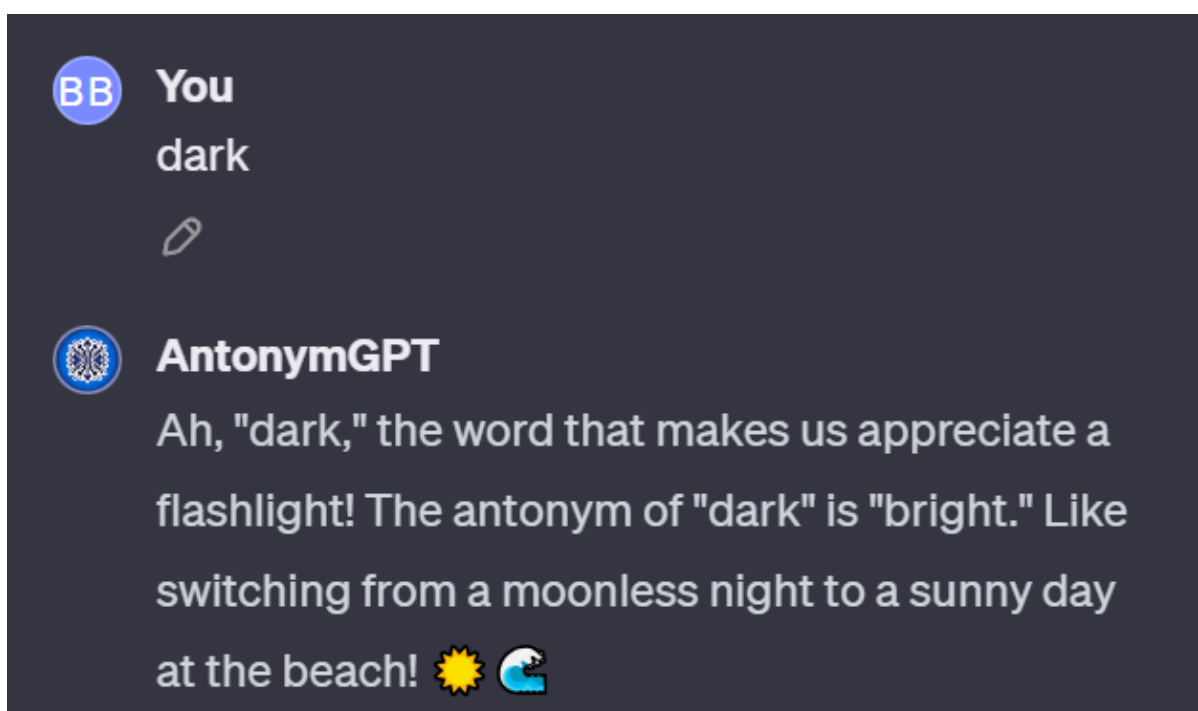 BB You
dark
AntonymGPT
Ah, "dark," the word that makes us appreciate a
flashlight! The antonym of "dark" is "bright." Like
switching from a moonless night to a sunny day
at the beach! ☀️ 🌊